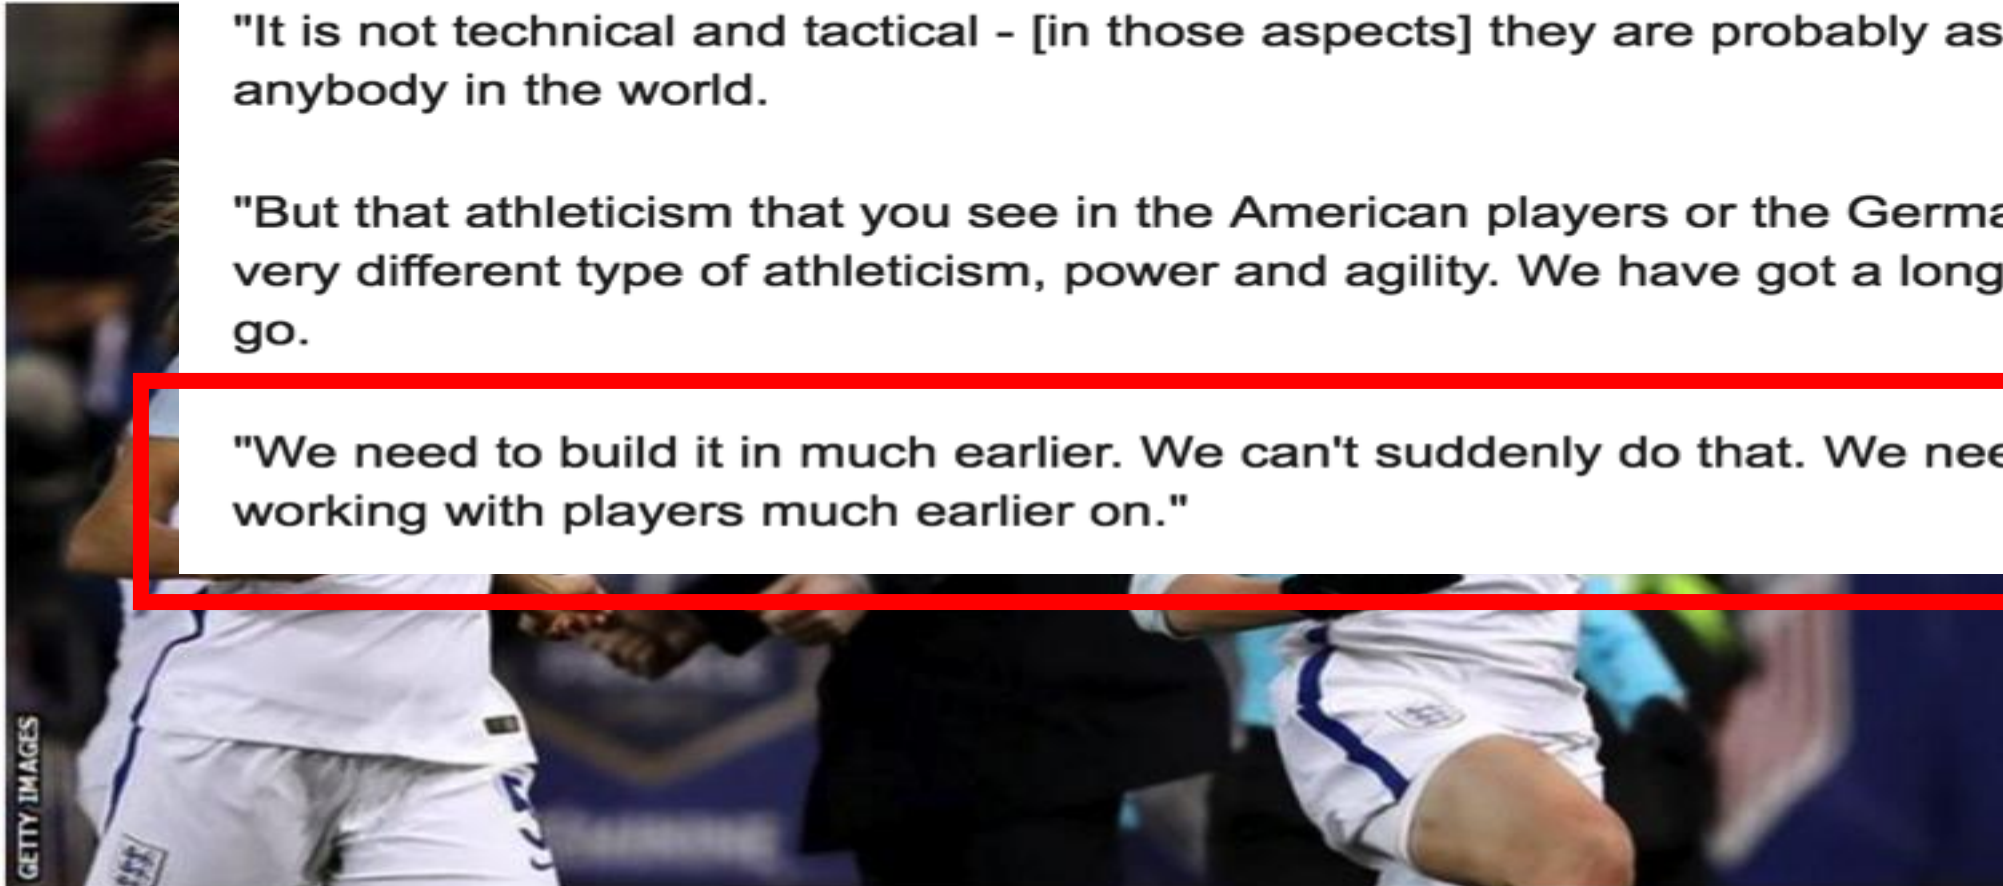 "It is not technical and tactical - [in those aspects] they are probably as
anybody in the world.
"But that athleticism that you see in the American players or the Germa
very different type of athleticism, power and agility. We have got a long
go.
"We need to build it in much earlier. We can't suddenly do that. We nee
working with players much earlier on."
GETTY IMAGES